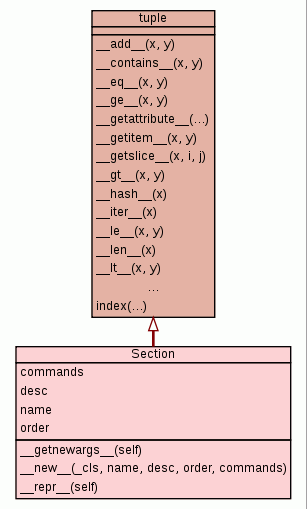 tuple
__add__(x, y)
__contains__(x, y)
__eq__(x, y)
__ge__(x, y)
__getattribute__(...)
__getitem__(x, y)
__getslice__(x, i, j)
__gt__(x, y)
__hash__(x)
__iter__(x)
__le__(x, y)
__len__(x)
__lt__(x, y)
...
index(...)
Section
commands
desc
name
order
__getnewargs__(self)
__new__(_cls, name, desc, order, commands)
__repr__(self)